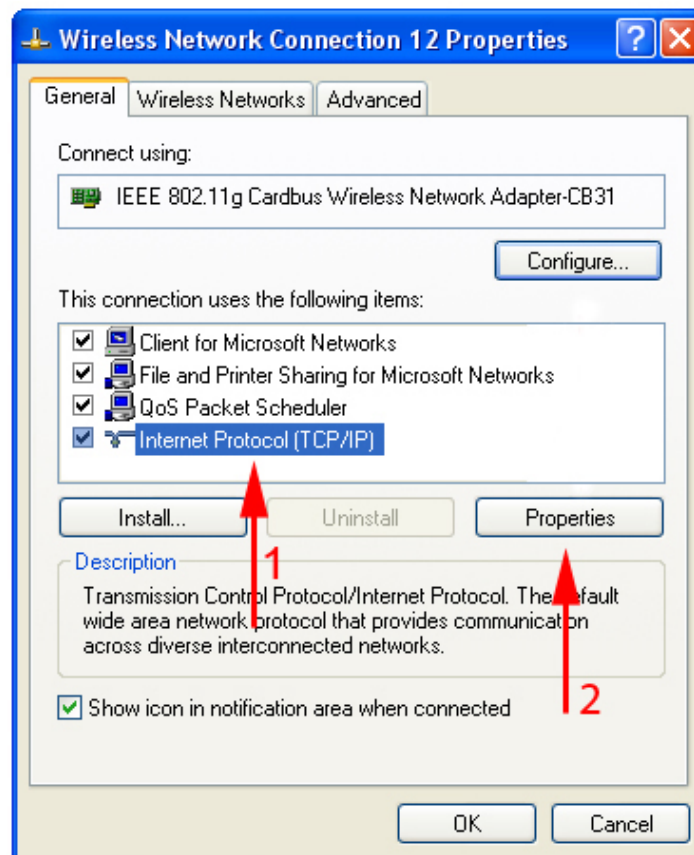 Wireless Network Connection 12 Properties
General Wireless Networks Advanced
Connect using:
IEEE 802.11g Cardbus Wireless Network Adapter-CB31
Configure...
This connection uses the following items:
Client for Microsoft Networks
File and Printer Sharing for Microsoft Networks
QoS Packet Scheduler
Internet Protocol (TCP/IP)
Install... Uninstall Properties
1
Description
Transmission Control Protocol/Internet Protocol. The default
wide area network protocol that provides communication
across diverse interconnected networks.
2
Show icon in notification area when connected
OK Cancel